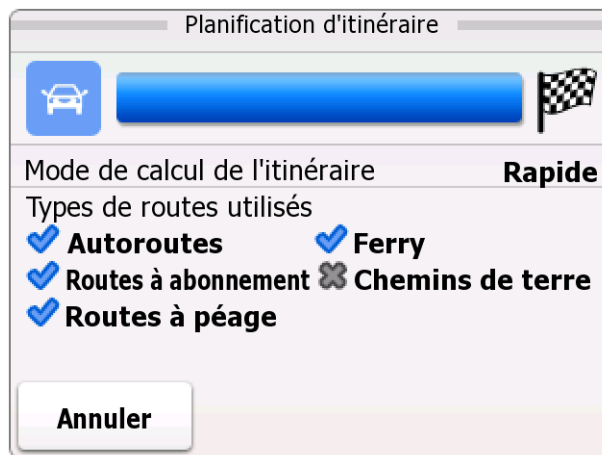 Planification d'itinéraire
Mode de calcul de l'itinéraire Rapide
Types de routes utilisés
Autoroutes Ferry
Routes à abonnement Chemins de terre
Routes à péage
Annuler